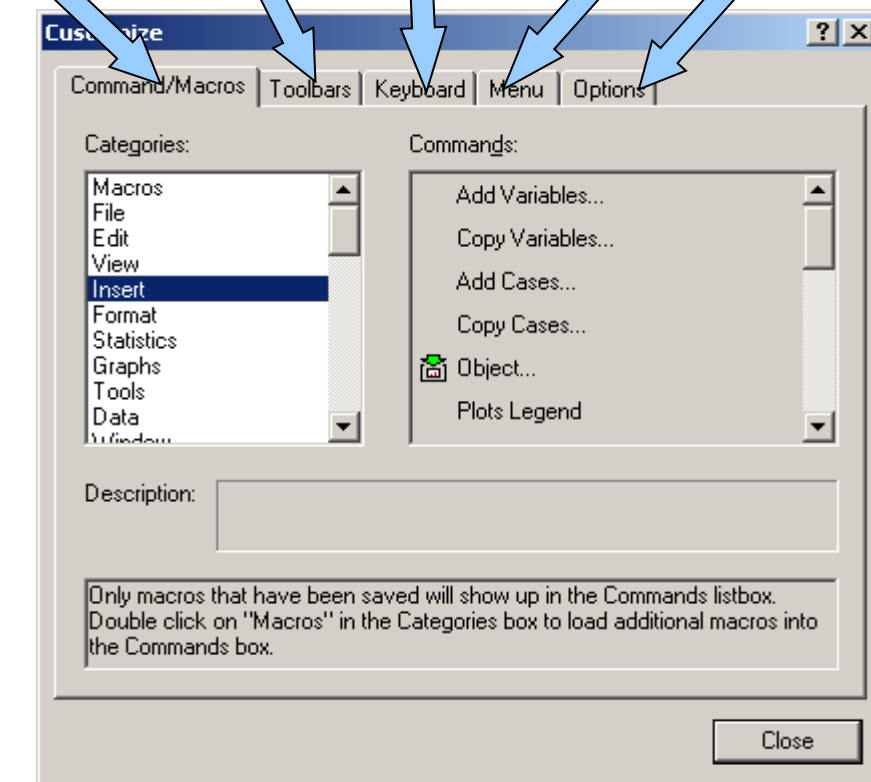 Customize
Command/Macros Toolbars Keyboard Menu Options
Categories: Commands:
Macros
File
Edit
View
Insert
Format
Statistics
Graphs
Tools
Data
Window
Add Variables...
Copy Variables...
Add Cases...
Copy Cases...
Object...
Plots Legend
Description:
Only macros that have been saved will show up in the Commands listbox.
Double click on "Macros" in the Categories box to load additional macros into
the Commands box.
Close